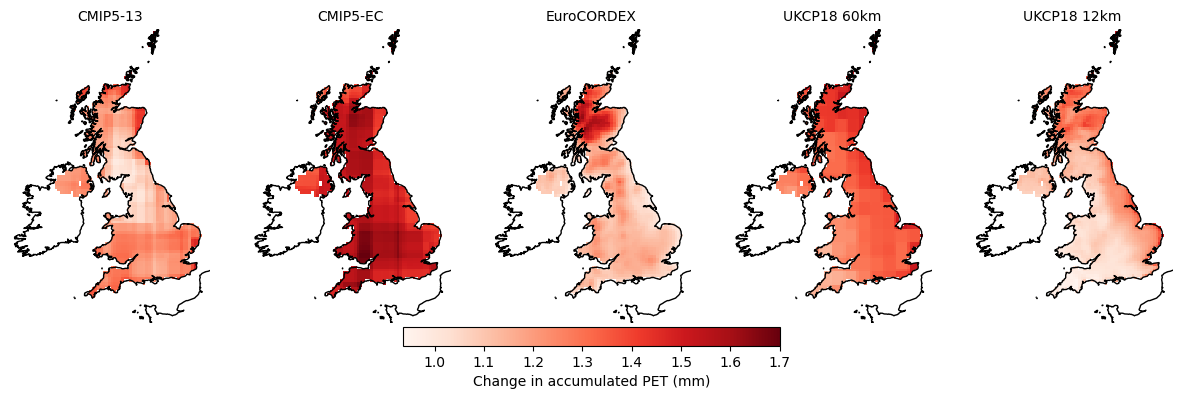 CMIP5-13 CMIP5-EC EuroCORDEX UKCP18 60km UKCP18 12km
1.0 1.1 1.2 1.3 1.4 1.5 1.6 1.7
Change in accumulated PET (mm)